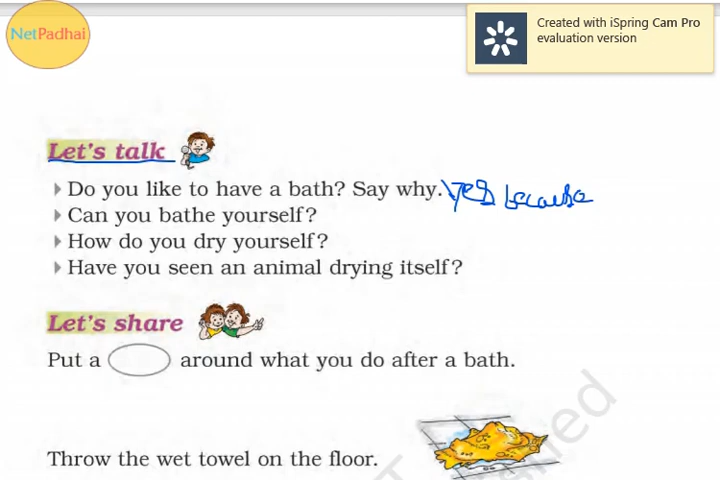 NetPadhai
Created with iSpring Cam Pro
evaluation version
Let's talk
Do you like to have a bath? Say why. Yes because
Can you bathe yourself?
How do you dry yourself?
Have you seen an animal drying itself?
Let's share
Put a around what you do after a bath.
Throw the wet towel on the floor.